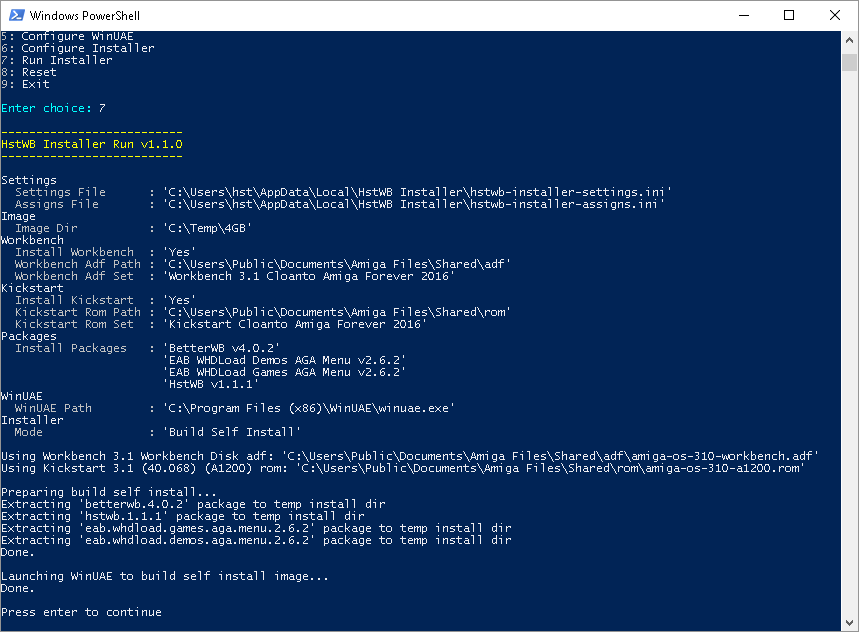 Windows PowerShell
5: Configure WinUAE
6: Configure Installer
7: Run Installer
8: Reset
9: Exit
Enter choice: 7
--------------------------
HstWB Installer Run v1.1.0
--------------------------
Settings
Settings File : 'C:\Users\hst\AppData\Local\HstWB Installer\hstwb-installer-settings.ini'
Assigns File : 'C:\Users\hst\AppData\Local\HstWB Installer\hstwb-installer-assigns.ini'
Image
Image Dir : 'C:\Temp\4GB'
Workbench
Install Workbench : 'Yes'
Workbench Adf Path : 'C:\Users\Public\Documents\Amiga Files\Shared\adf'
Workbench Adf Set : 'Workbench 3.1 Cloanto Amiga Forever 2016'
Kickstart
Install Kickstart : 'Yes'
Kickstart Rom Path : 'C:\Users\Public\Documents\Amiga Files\Shared\rom'
Kickstart Rom Set : 'Kickstart Cloanto Amiga Forever 2016'
Packages
Install Packages : 'BetterWB v4.0.2'
'EAB WHDLoad Demos AGA Menu v2.6.2'
'EAB WHDLoad Games AGA Menu v2.6.2'
'HstWB v1.1.1'
WinUAE
WinUAE Path : 'C:\Program Files (x86)\WinUAE\winuae.exe'
Installer
Mode : 'Build Self Install'
Using Workbench 3.1 Workbench Disk adf: 'C:\Users\Public\Documents\Amiga Files\Shared\adf\amiga-os-310-workbench.adf'
Using Kickstart 3.1 (40.068) (A1200) rom: 'C:\Users\Public\Documents\Amiga Files\Shared\rom\amiga-os-310-a1200.rom'
Preparing build self install...
Extracting 'betterwb.4.0.2' package to temp install dir
Extracting 'hstwb.1.1.1' package to temp install dir
Extracting 'eab.whdload.games.aga.menu.2.6.2' package to temp install dir
Extracting 'eab.whdload.demos.aga.menu.2.6.2' package to temp install dir
Done.
Launching WinUAE to build self install image...
Done.
Press enter to continue